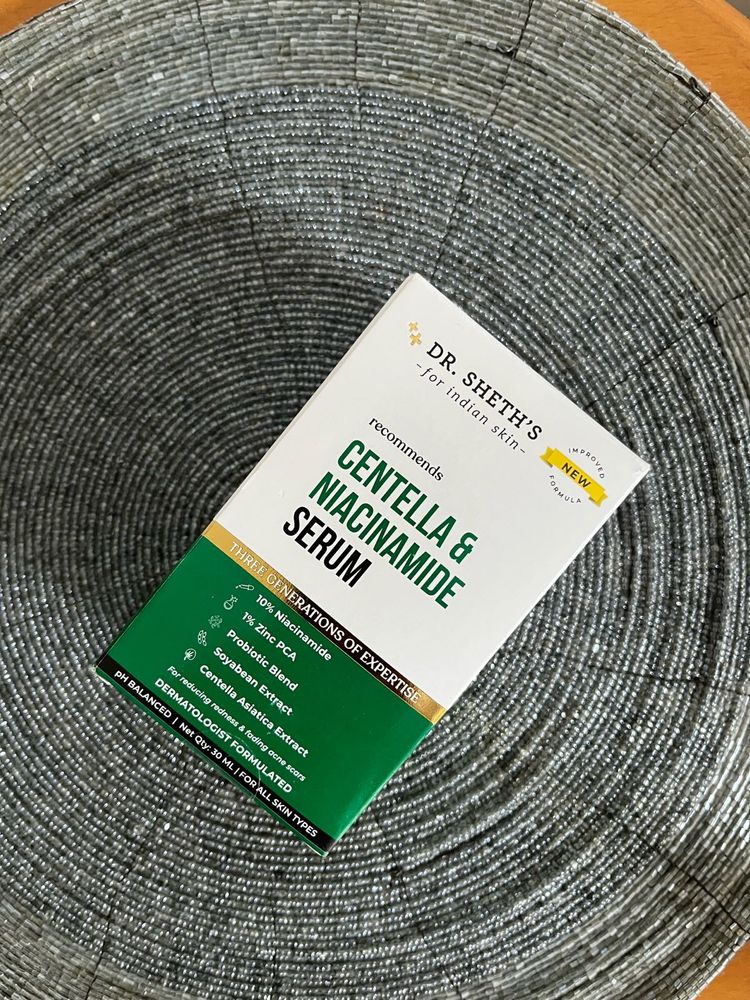 DR. SHETH'S
-for indian skin-
IMPROVED
NEW
FORMULA
recommends
CENTELLA &
NIACINAMIDE
SERUM
THREE GENERATIONS OF EXPERTISE
10% Niacinamide
1% Zinc PCA
Probiotic Blend
Soyabean Extract
Centella Asiatica Extract
For reducing redness & fading acne scars
DERMATOLOGIST FORMULATED
pH BALANCED | Net Qty: 30 ML | FOR ALL SKIN TYPES